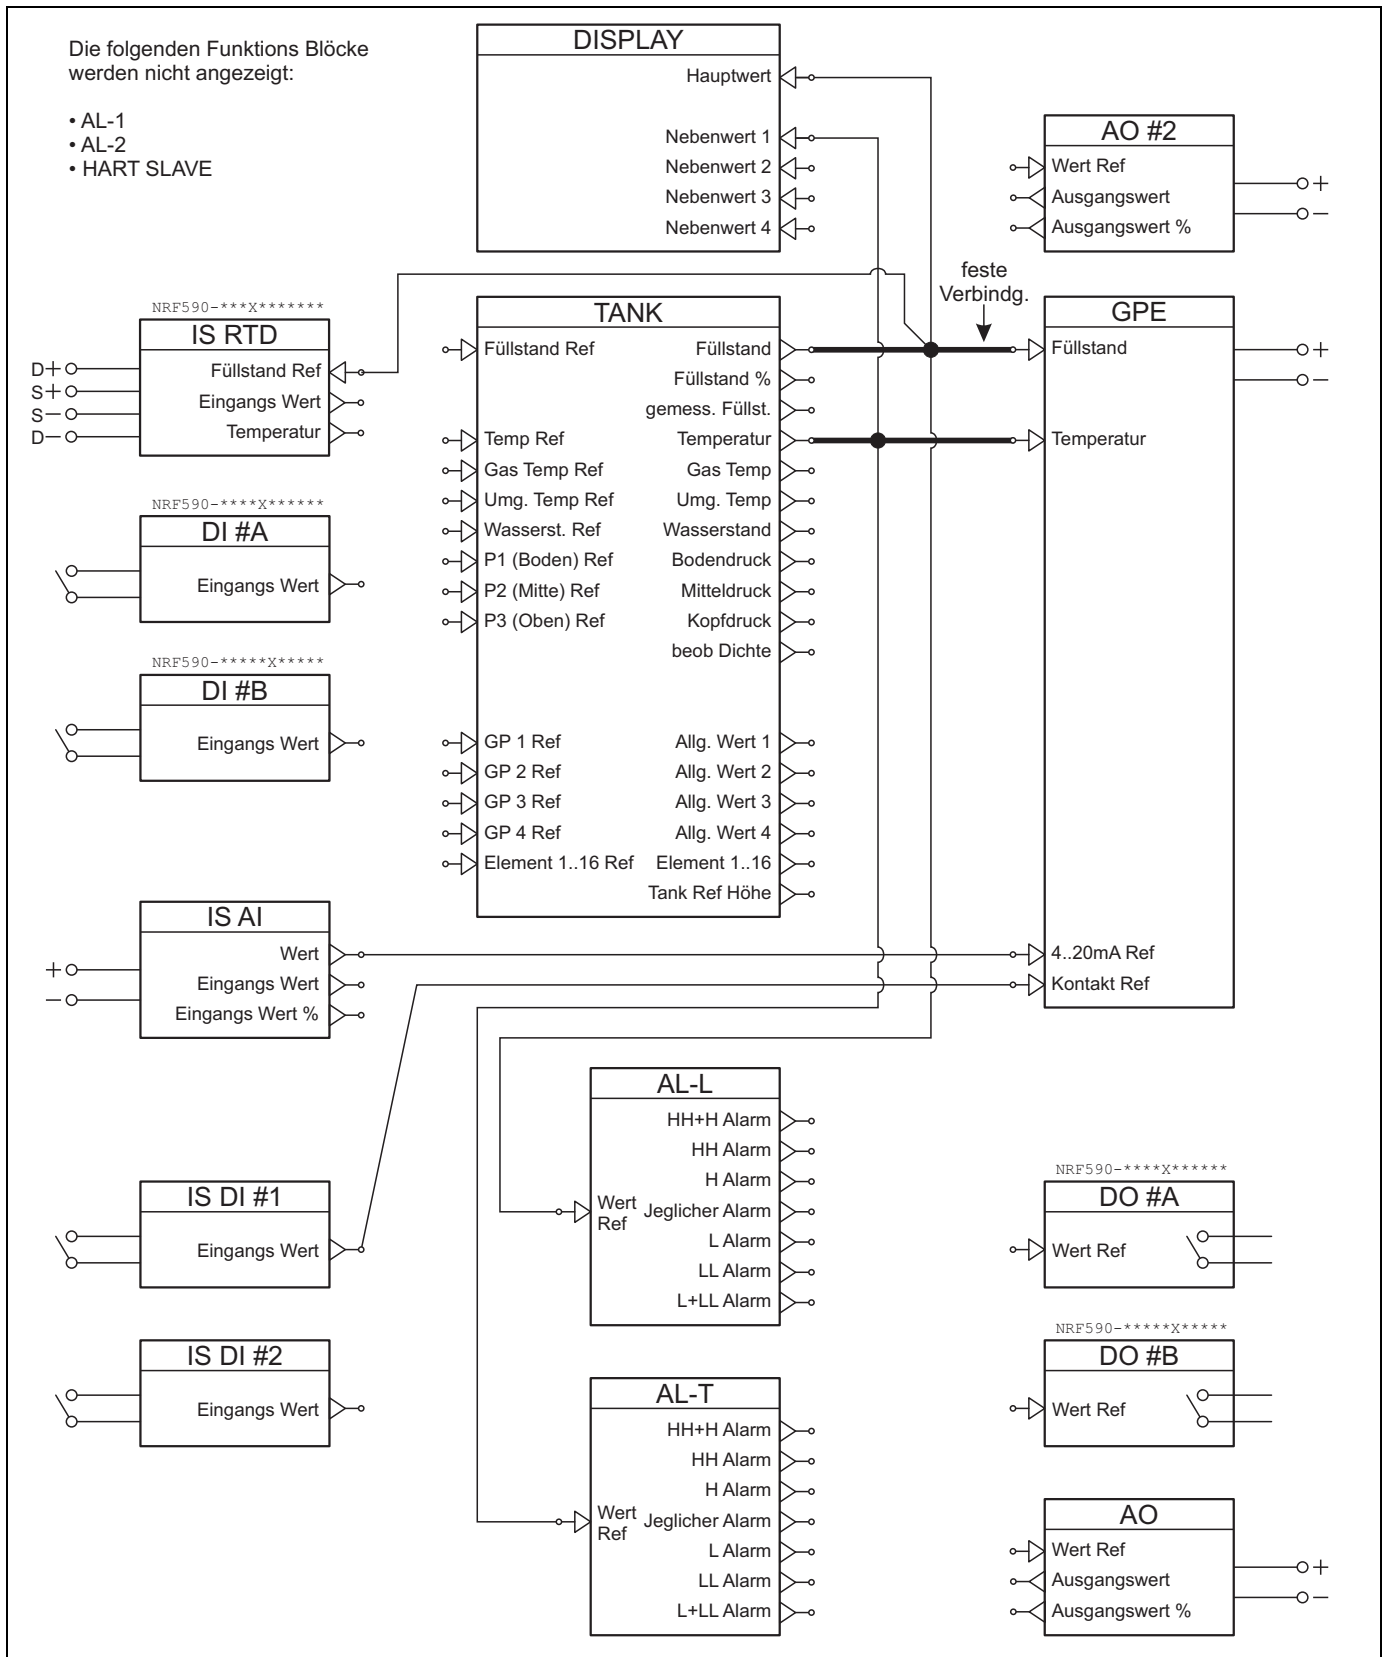 Die folgenden Funktions Blöcke
werden nicht angezeigt:
• AL-1
• AL-2
• HART SLAVE
DISPLAY
Hauptwert
Nebenwert 1
Nebenwert 2
Nebenwert 3
Nebenwert 4
AO #2
Wert Ref
Ausgangswert
Ausgangswert %
+
−
feste
Verbindg.
NRF590-***X*******
IS RTD
Füllstand Ref
Eingangs Wert
Temperatur
D+
S+
S−
D−
TANK
Füllstand Ref Füllstand
Füllstand %
gemess. Füllst.
Temp Ref Temperatur
Gas Temp Ref Gas Temp
Umg. Temp Ref Umg. Temp
Wasserst. Ref Wasserstand
P1 (Boden) Ref Bodendruck
P2 (Mitte) Ref Mitteldruck
P3 (Oben) Ref Kopfdruck
beob Dichte
GP 1 Ref Allg. Wert 1
GP 2 Ref Allg. Wert 2
GP 3 Ref Allg. Wert 3
GP 4 Ref Allg. Wert 4
Element 1..16 Ref Element 1..16
Tank Ref Höhe
GPE
Füllstand
Temperatur
4..20mA Ref
Kontakt Ref
+
−
NRF590-****X******
DI #A
Eingangs Wert
NRF590-*****X*****
DI #B
Eingangs Wert
IS AI
Wert
Eingangs Wert
Eingangs Wert %
+
−
IS DI #1
Eingangs Wert
IS DI #2
Eingangs Wert
AL-L
HH+H Alarm
HH Alarm
H Alarm
Wert
Ref
Jeglicher Alarm
L Alarm
LL Alarm
L+LL Alarm
AL-T
HH+H Alarm
HH Alarm
H Alarm
Wert
Ref
Jeglicher Alarm
L Alarm
LL Alarm
L+LL Alarm
NRF590-****X******
DO #A
Wert Ref
NRF590-*****X*****
DO #B
Wert Ref
AO
Wert Ref
Ausgangswert
Ausgangswert %
+
−